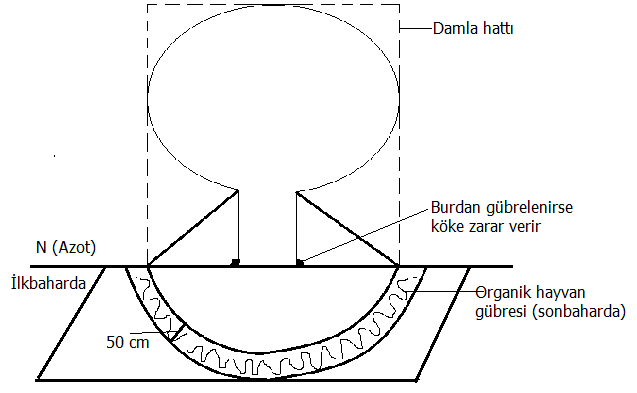 Damla hattı
Burdan gübrelenirse
köke zarar verir
N (Azot)
İlkbaharda
Organik hayvan
gübresi (sonbaharda)
50 cm